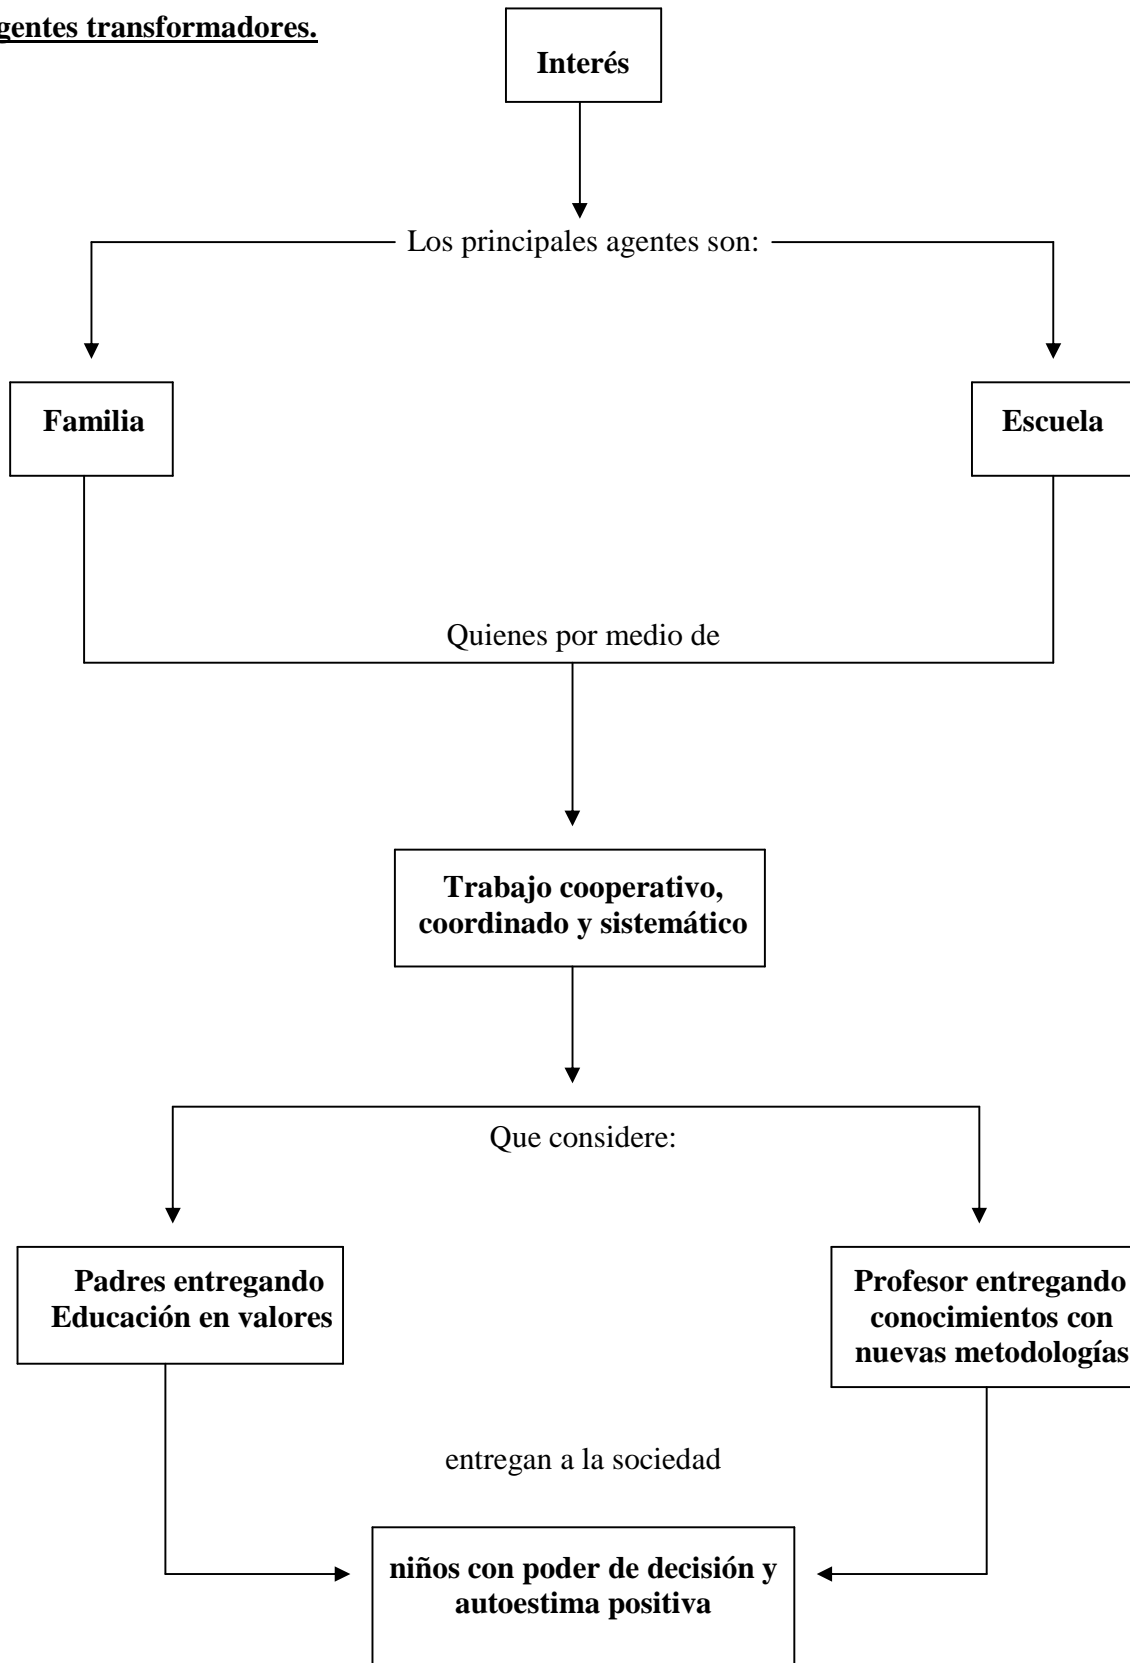 gentes transformadores.
Interés
Los principales agentes son:
Familia
Escuela
Quienes por medio de
Trabajo cooperativo,
coordinado y sistemático
Que considere:
Padres entregando
Educación en valores
Profesor entregando
conocimientos con
nuevas metodologías
entregan a la sociedad
niños con poder de decisión y
autoestima positiva